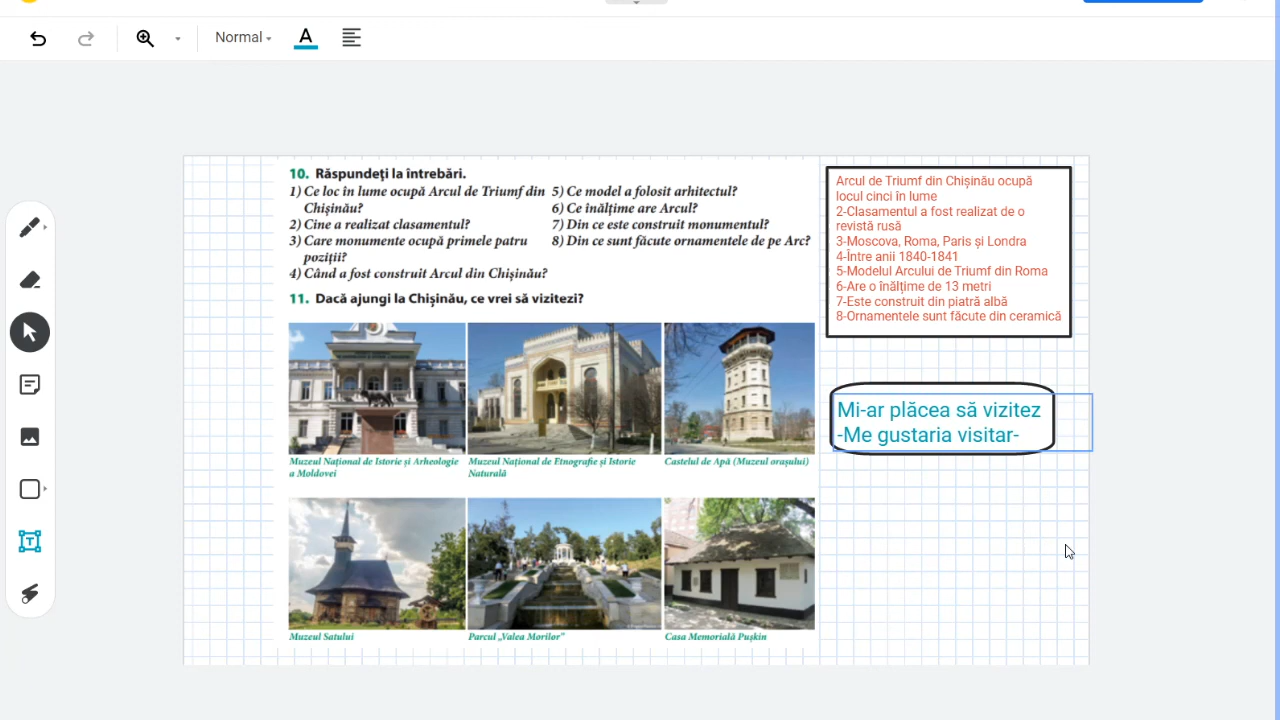 Normal
A
10. Răspundeți la întrebări.
1) Ce loc în lume ocupă Arcul de Triumf din
Chișinău?
2) Cine a realizat clasamentul?
3) Care monumente ocupă primele patru
poziții?
4) Când a fost construit Arcul din Chișinău?
5) Ce model a folosit arhitectul?
6) Ce înălțime are Arcul?
7) Din ce este construit monumentul?
8) Din ce sunt făcute ornamentele de pe Arc?
11. Dacă ajungi la Chișinău, ce vrei să vizitezi?
Muzeul Național de Istorie și Arheologie
a Moldovei
Muzeul Național de Etnografie și Istorie
Naturală
Castelul de Apă (Muzeul orașului)
Muzeul Satului
Parcul „Valea Morilor"
Casa Memorială Pușkin
Arcul de Triumf din Chișinău ocupă
locul cinci în lume
2-Clasamentul a fost realizat de o
revistă rusă
3-Moscova, Roma, Paris și Londra
4-Între anii 1840-1841
5-Modelul Arcului de Triumf din Roma
6-Are o înălțime de 13 metri
7-Este construit din piatră albă
8-Ornamentele sunt făcute din ceramică
Mi-ar plăcea să vizitez
-Me gustaria visitar-
T